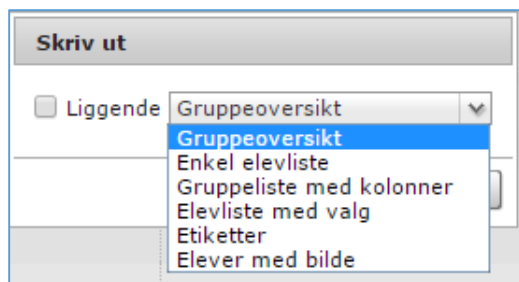 Skriv ut
Liggende Gruppeoversikt
Gruppeoversikt
Enkel elevliste
Gruppeliste med kolonner
Elevliste med valg
Etiketter
Elever med bilde